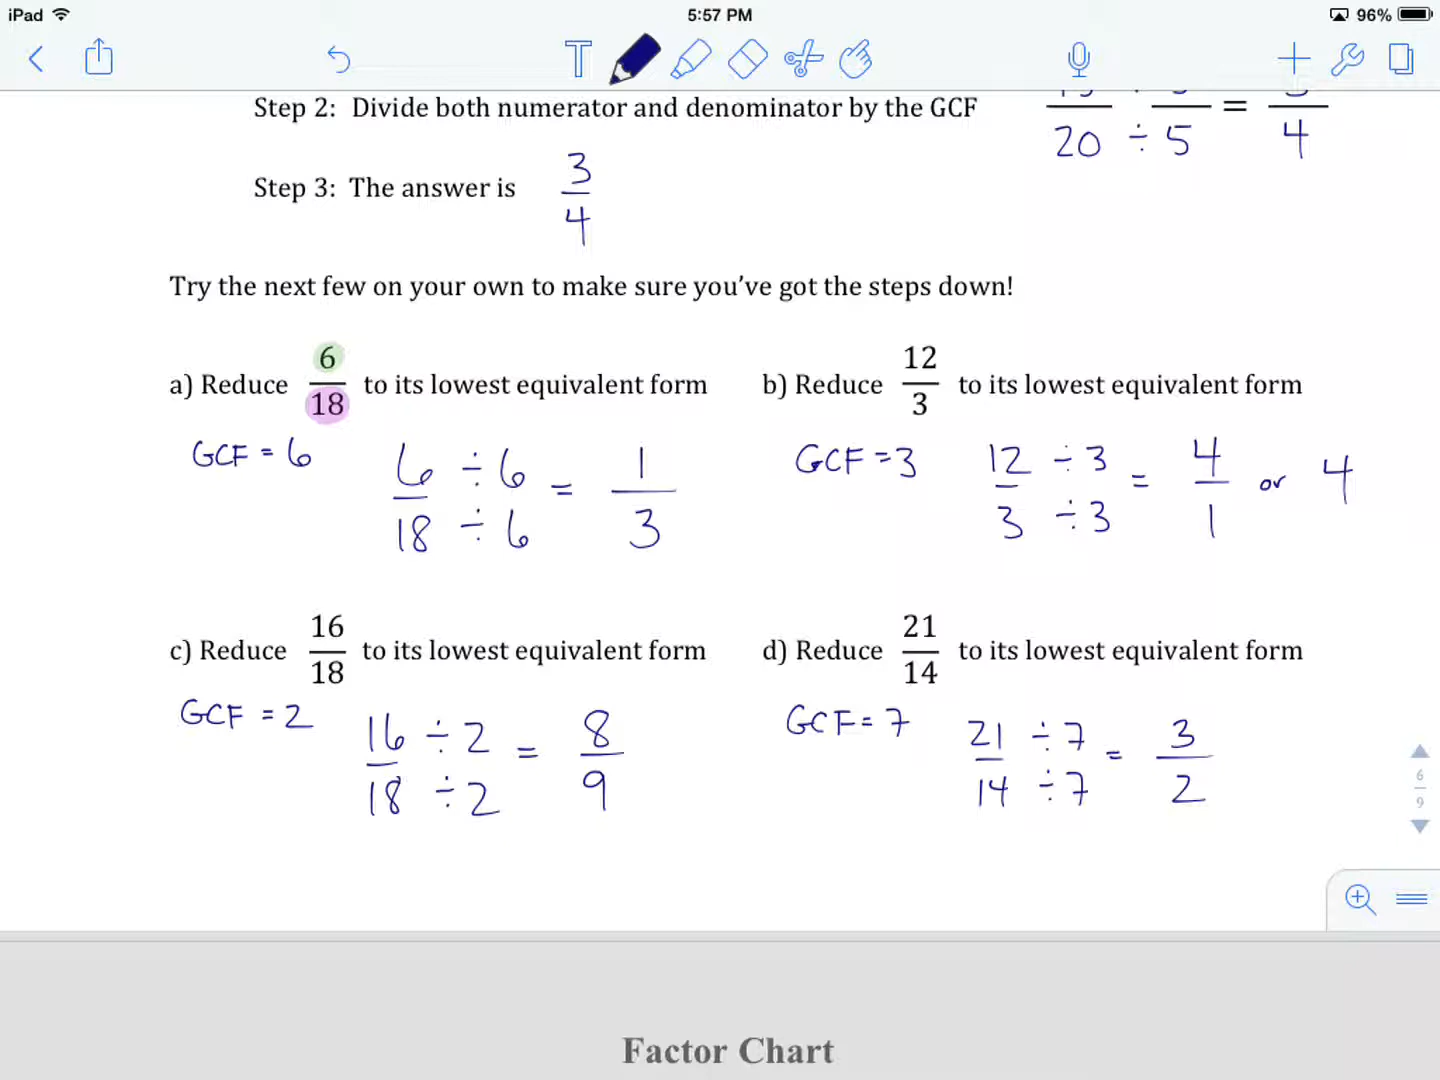 iPad 5:57 PM 96%
T
Step 2: Divide both numerator and denominator by the GCF
20 ÷ 5 = 4
Step 3: The answer is 3/4
Try the next few on your own to make sure you've got the steps down!
a) Reduce 6/18 to its lowest equivalent form
GCF = 6
6 ÷ 6 = 1
18 ÷ 6 3
b) Reduce 12/3 to its lowest equivalent form
GCF = 3
12 ÷ 3 = 4 or 4
3 ÷ 3 1
c) Reduce 16/18 to its lowest equivalent form
GCF = 2
16 ÷ 2 = 8
18 ÷ 2 9
d) Reduce 21/14 to its lowest equivalent form
GCF = 7
21 ÷ 7 = 3
14 ÷ 7 2
6
9
Factor Chart